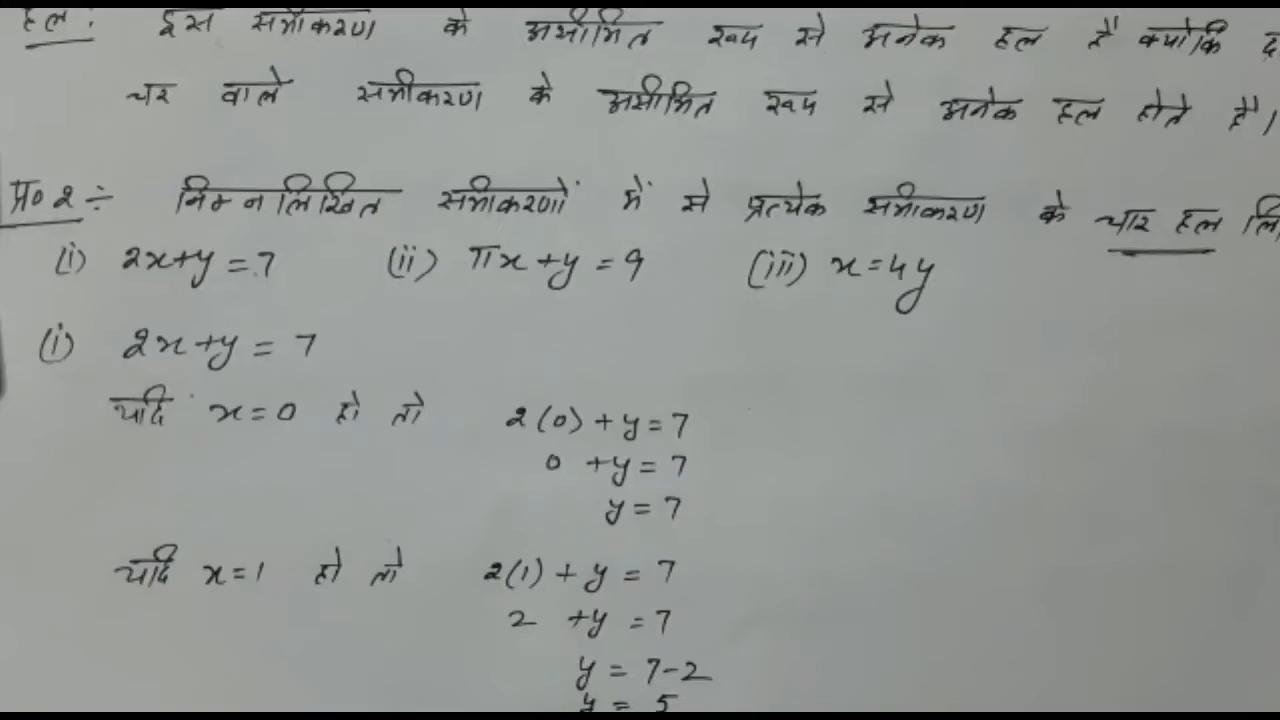 हल: इस समीकरण के असीमित रूप से अनेक हल हैं क्योंकि
चर वाले समीकरण के असीमित रूप से अनेक हल होते हैं।
प्र० 2 ÷ निम्नलिखित समीकरणों में से प्रत्येक समीकरण के चार हल
(i) 2x+y = 7 (ii) πx+y = 9 (iii) x=4y
(i) 2x+y = 7
यदि x=0 हो तो 2(0)+y=7
0 +y=7
y=7
यदि x=1 हो तो 2(1)+y=7
2 +y=7
y = 7-2
y = 5